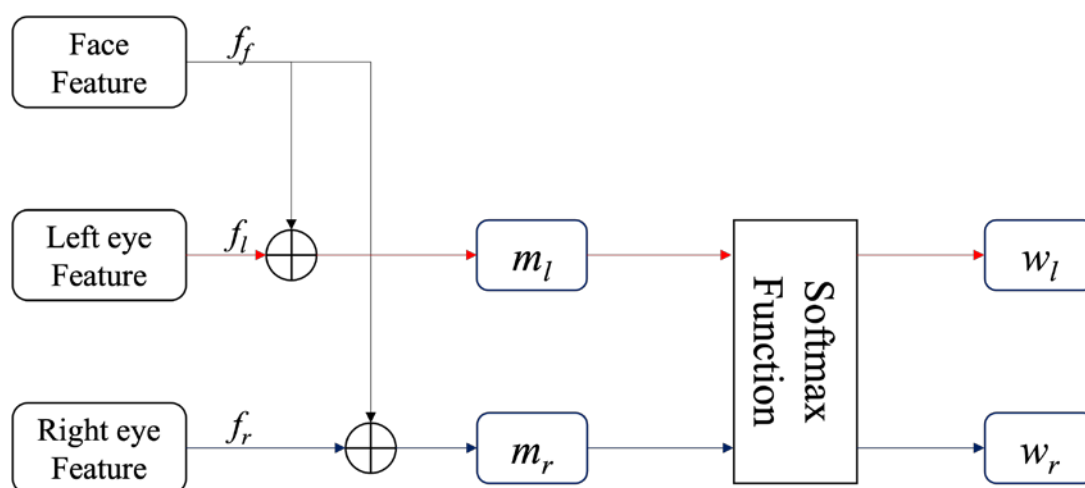 Face
Feature
f_f
Left eye
Feature
f_l
m_l
Softmax
Function
w_l
Right eye
Feature
f_r
m_r
w_r